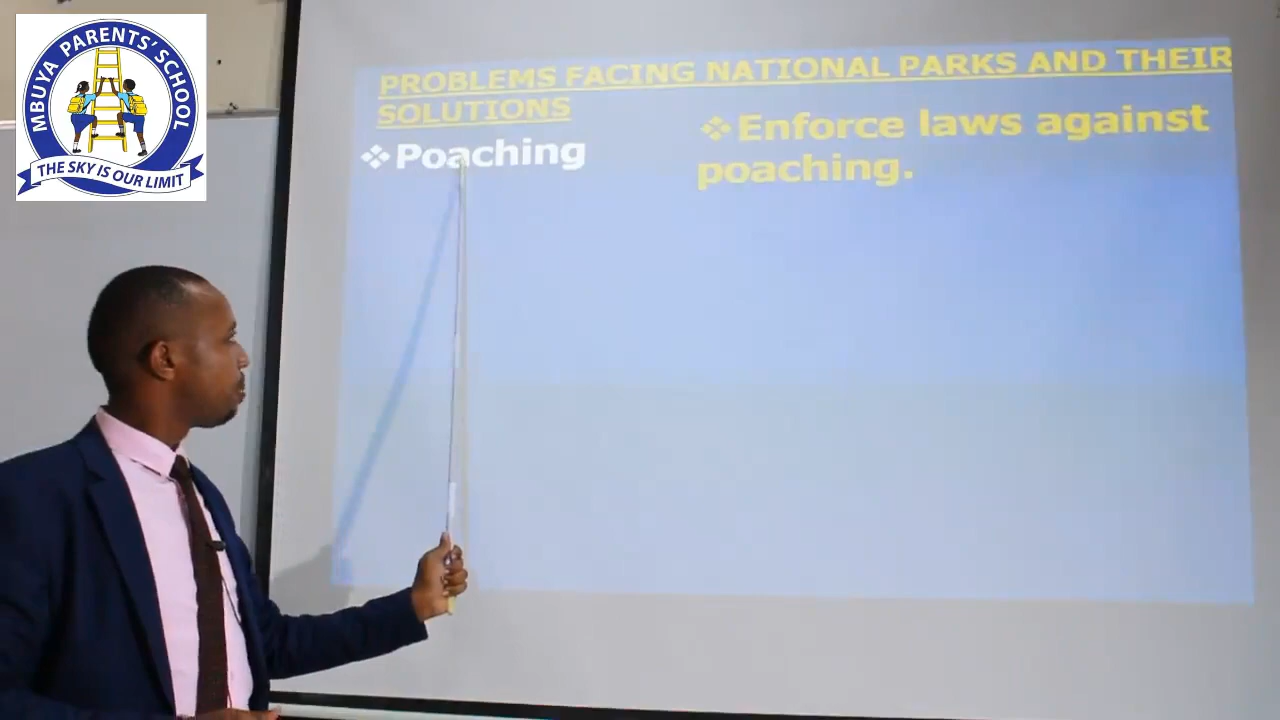 MBUYA PARENTS' SCHOOL
THE SKY IS OUR LIMIT
PROBLEMS FACING NATIONAL PARKS AND THEIR
SOLUTIONS
❖Poaching
❖Enforce laws against
poaching.